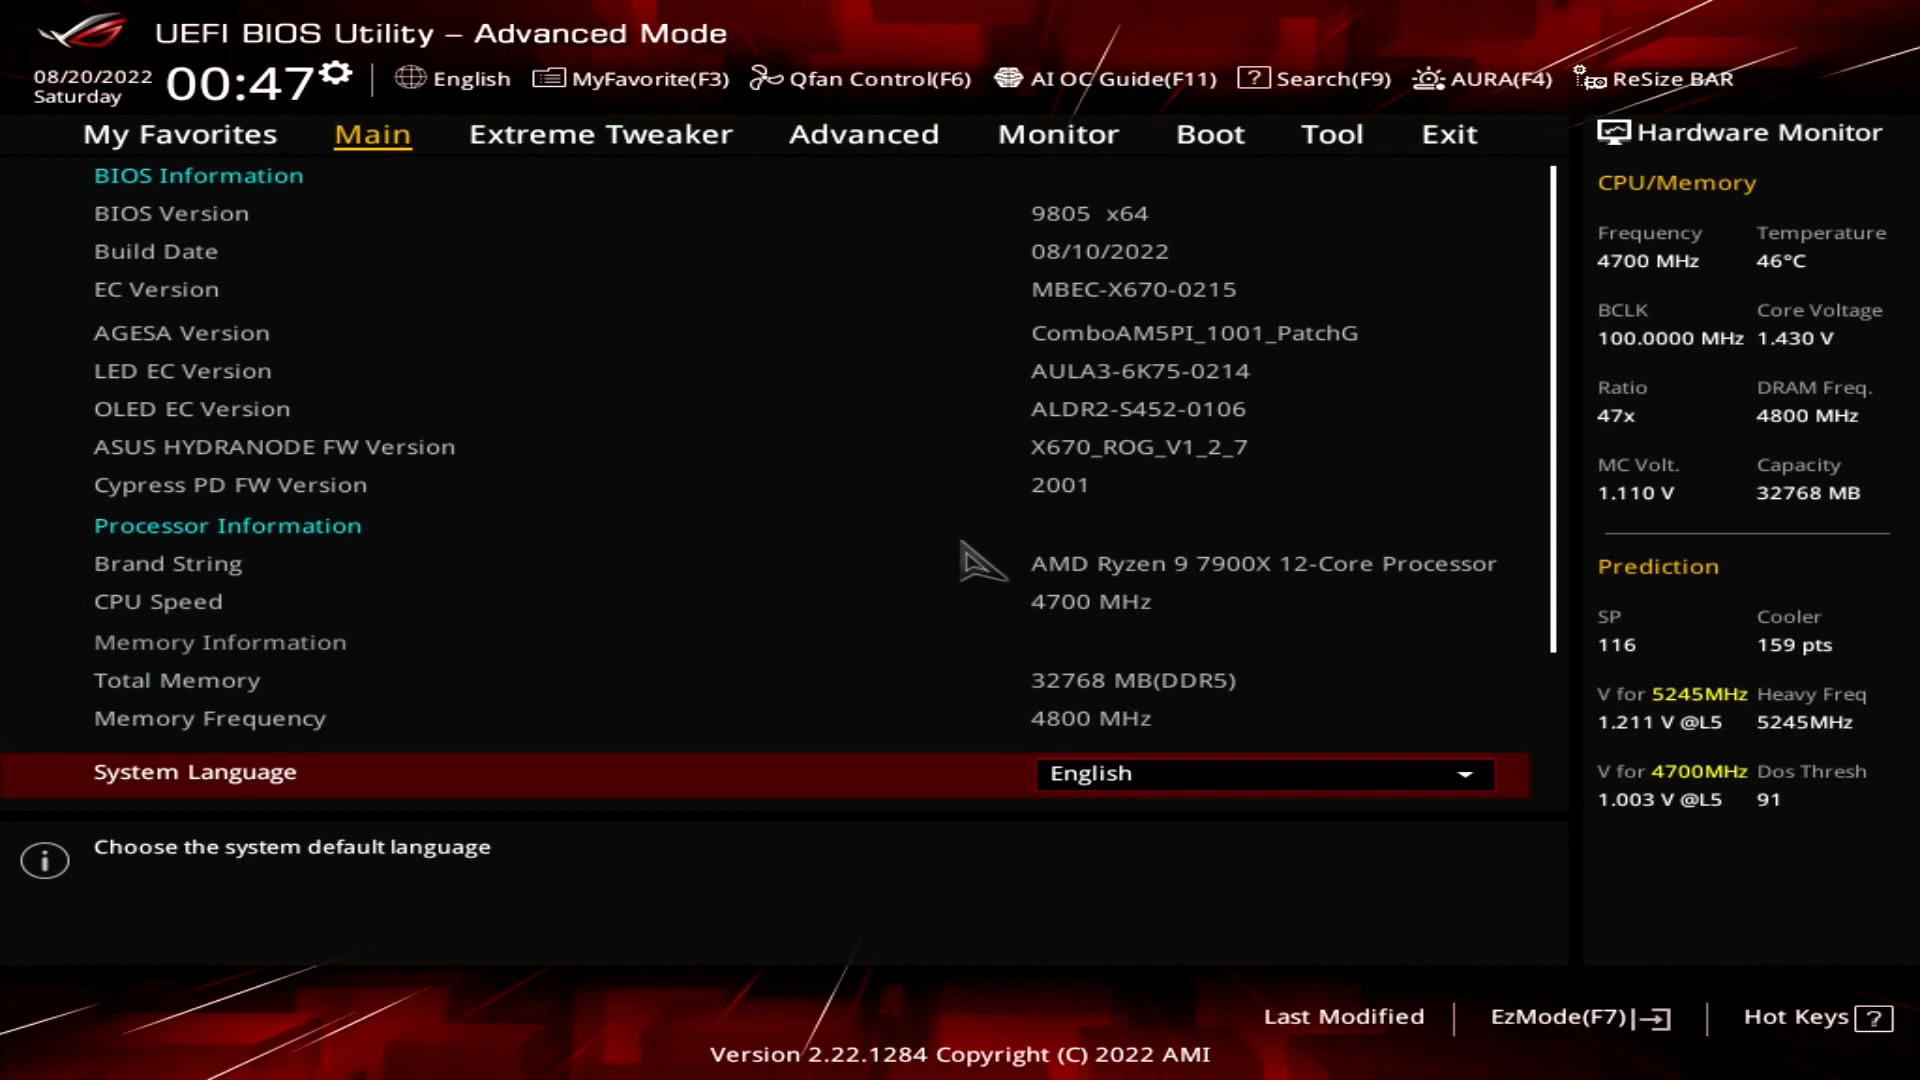 UEFI BIOS Utility – Advanced Mode
08/20/2022
Saturday
00:47
English
MyFavorite(F3)
Qfan Control(F6)
AI OC Guide(F11)
? Search(F9)
AURA(F4)
ReSize BAR
My Favorites
Main
Extreme Tweaker
Advanced
Monitor
Boot
Tool
Exit
BIOS Information
BIOS Version 9805 x64
Build Date 08/10/2022
EC Version MBEC-X670-0215
AGESA Version ComboAM5PI_1001_PatchG
LED EC Version AULA3-6K75-0214
OLED EC Version ALDR2-S452-0106
ASUS HYDRANODE FW Version X670_ROG_V1_2_7
Cypress PD FW Version 2001
Processor Information
Brand String AMD Ryzen 9 7900X 12-Core Processor
CPU Speed 4700 MHz
Memory Information
Total Memory 32768 MB(DDR5)
Memory Frequency 4800 MHz
System Language English
i Choose the system default language
Hardware Monitor
CPU/Memory
Frequency Temperature
4700 MHz 46°C
BCLK Core Voltage
100.0000 MHz 1.430 V
Ratio DRAM Freq.
47x 4800 MHz
MC Volt. Capacity
1.110 V 32768 MB
Prediction
SP Cooler
116 159 pts
V for 5245MHz Heavy Freq
1.211 V @L5 5245MHz
V for 4700MHz Dos Thresh
1.003 V @L5 91
Last Modified
EzMode(F7)
Hot Keys ?
Version 2.22.1284 Copyright (C) 2022 AMI